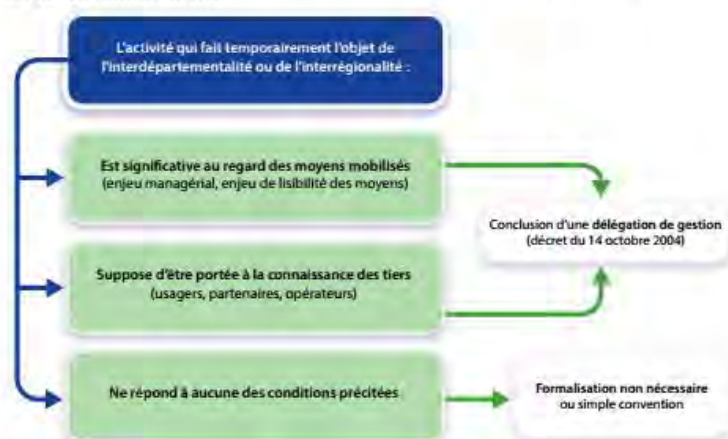 L'activité qui fait temporairement l'objet de
l'interdépartementalité ou de l'interrégionalité :
Est significative au regard des moyens mobilisés
(enjeu managérial, enjeu de lisibilité des moyens)
Conclusion d'une délégation de gestion
(décret du 14 octobre 2004)
Suppose d'être portée à la connaissance des tiers
(usagers, partenaires, opérateurs)
Ne répond à aucune des conditions précitées
Formalisation non nécessaire
ou simple convention